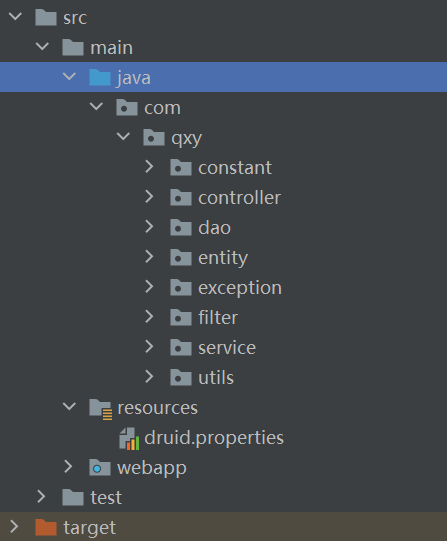 src
main
java
com
qxy
constant
controller
dao
entity
exception
filter
service
utils
resources
druid.properties
webapp
test
target